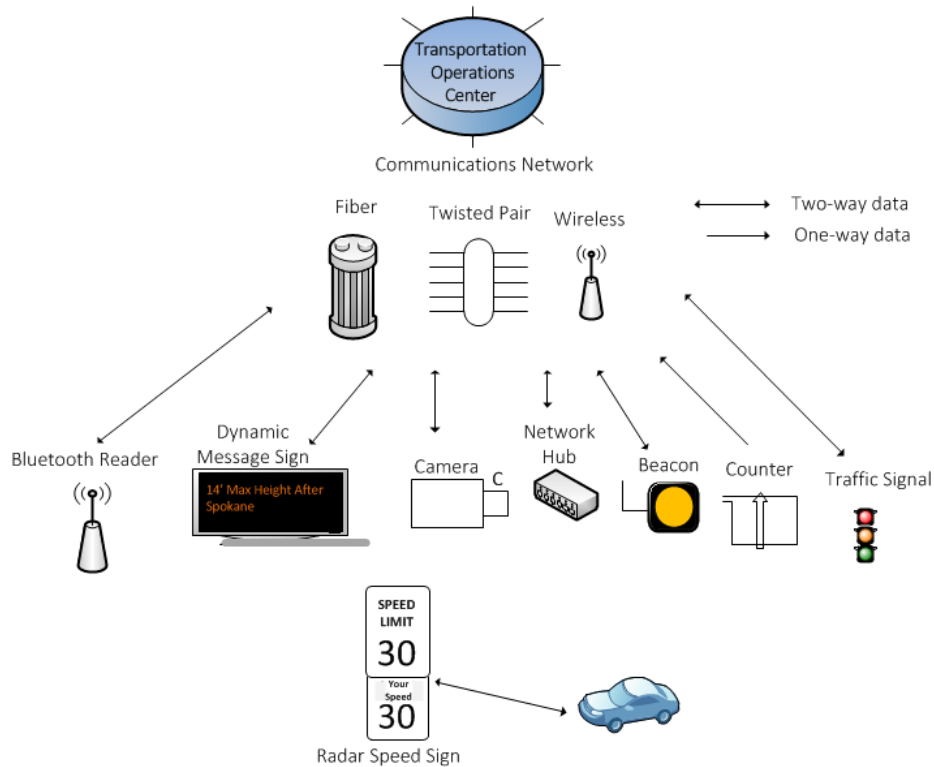 Transportation
Operations
Center
Communications Network
Fiber
Twisted Pair
Wireless
Two-way data
One-way data
Bluetooth Reader
Dynamic
Message Sign
14' Max Height After
Spokane
Camera
C
Network
Hub
Beacon
Counter
Traffic Signal
SPEED
LIMIT
30
Your
Speed
30
Radar Speed Sign